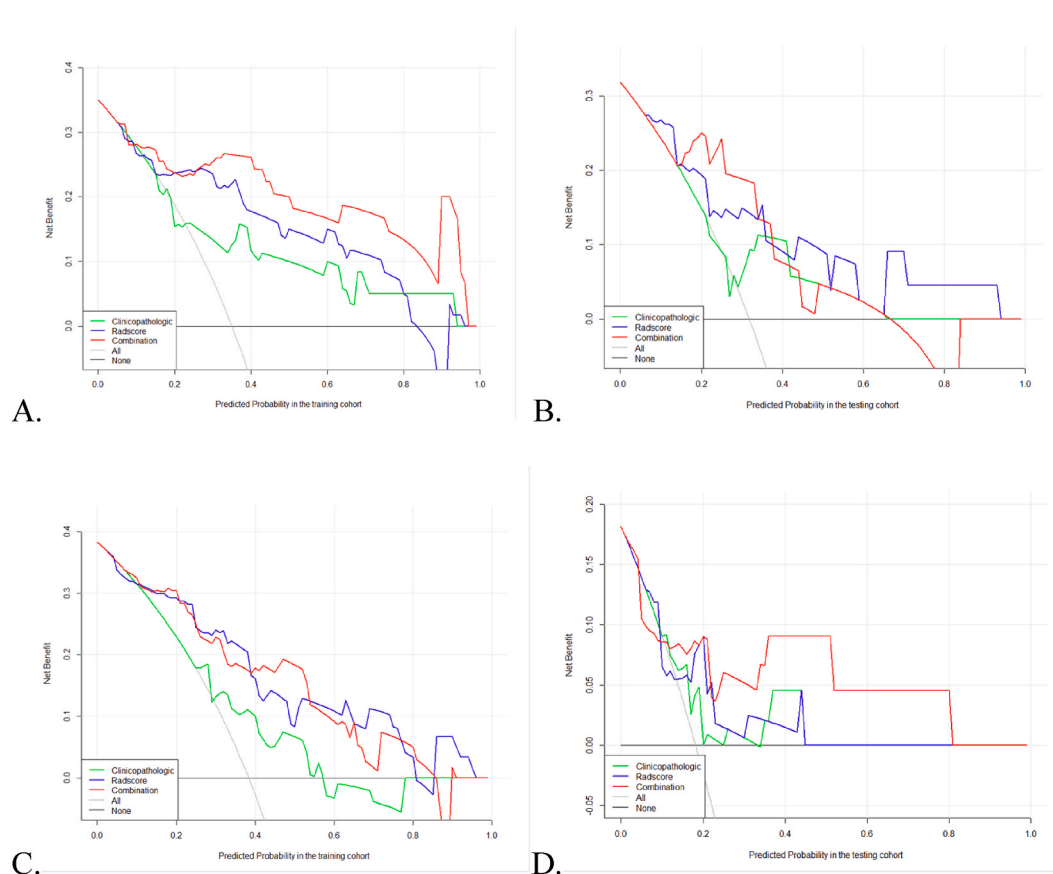 0.4
0.3
0.2
0.1
0.0
Net Benefit
Clinicopathologic
Radscore
Combination
All
None
0.0 0.2 0.4 0.6 0.8 1.0
Predicted Probability in the training cohort
A.
0.3
0.2
0.1
0.0
Net Benefit
Clinicopathologic
Radscore
Combination
All
None
0.0 0.2 0.4 0.6 0.8 1.0
Predicted Probability in the testing cohort
B.
0.4
0.3
0.2
0.1
0.0
Net Benefit
Clinicopathologic
Radscore
Combination
All
None
0.0 0.2 0.4 0.6 0.8 1.0
Predicted Probability in the training cohort
C.
0.20
0.15
0.10
0.05
0.00
-0.05
Net Benefit
Clinicopathologic
Radscore
Combination
All
None
0.0 0.2 0.4 0.6 0.8 1.0
Predicted Probability in the testing cohort
D.